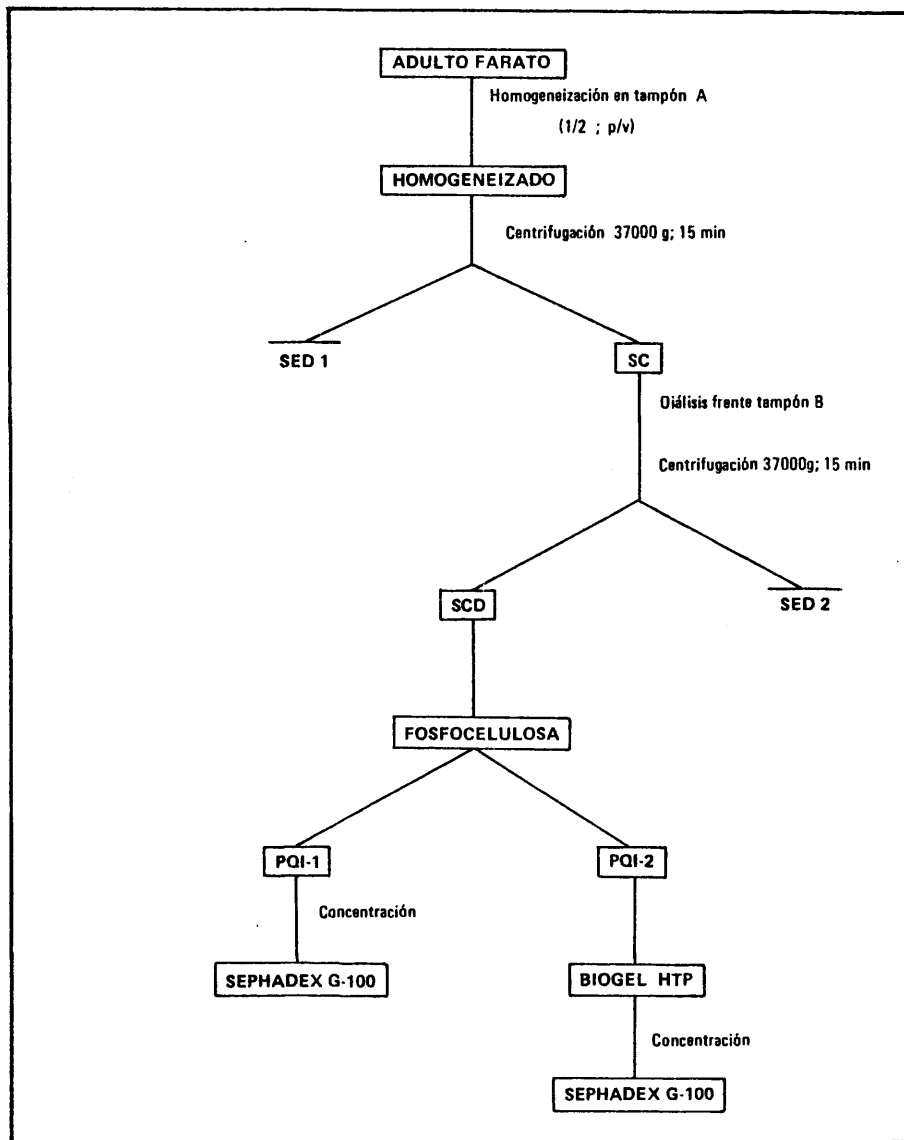 ADULTO FARATO
Homogeneización en tampón A
(1/2 ; p/v)
HOMOGENEIZADO
Centrifugación 37000 g; 15 min
SED 1
SC
Diálisis frente tampón B
Centrifugación 37000g; 15 min
SCD
SED 2
FOSFOCELULOSA
PQI-1
PQI-2
Concentración
SEPHADEX G-100
BIOGEL HTP
Concentración
SEPHADEX G-100